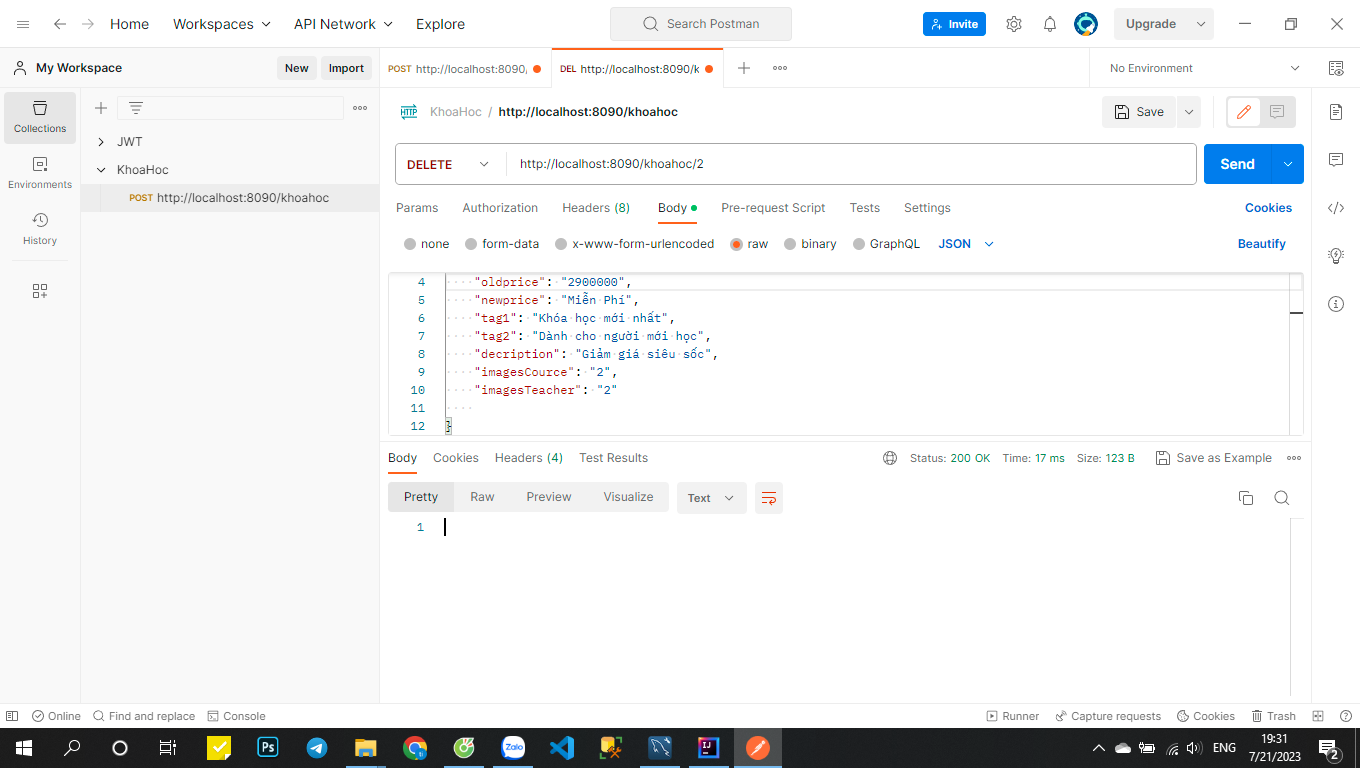 Home Workspaces API Network Explore Search Postman Invite Upgrade
My Workspace New Import POST http://localhost:8090, DEL http://localhost:8090/k No Environment
KhoaHoc / http://localhost:8090/khoahoc Save
Collections
JWT
KhoaHoc
POST http://localhost:8090/khoahoc
Environments
History
DELETE http://localhost:8090/khoahoc/2 Send
Params Authorization Headers (8) Body Pre-request Script Tests Settings Cookies
none form-data x-www-form-urlencoded raw binary GraphQL JSON Beautify
4 "oldprice": "2900000",
5 "newprice": "Miễn Phí",
6 "tag1": "Khóa học mới nhất",
7 "tag2": "Dành cho người mới học",
8 "decription": "Giảm giá siêu sốc",
9 "imagesCource": "2",
10 "imagesTeacher": "2"
11
12 }
Body Cookies Headers (4) Test Results Status: 200 OK Time: 17 ms Size: 123 B Save as Example
Pretty Raw Preview Visualize Text
1
Online Find and replace Console Runner Capture requests Cookies Trash
Ps Zalo IJ ENG 19:31
7/21/2023 2